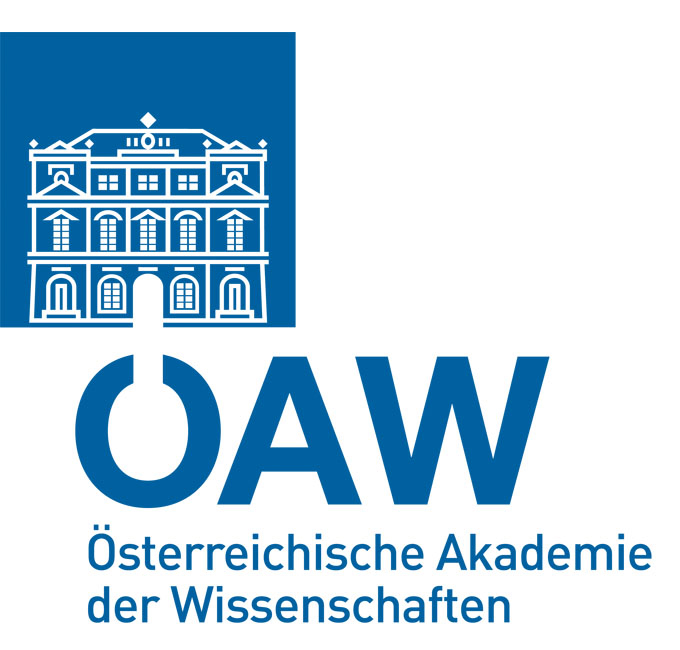 ÖAW
Österreichische Akademie
der Wissenschaften